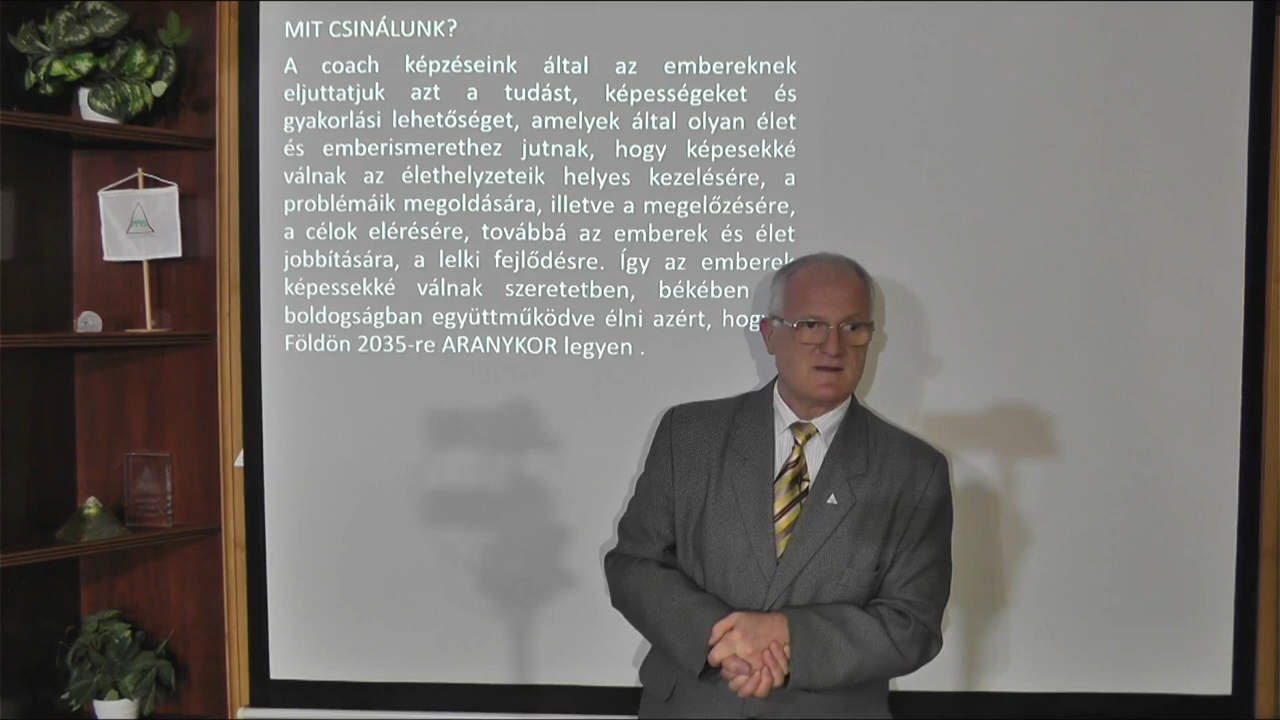 MIT CSINÁLUNK?
A coach képzéseink által az embereknek
eljuttatjuk azt a tudást, képességeket és
gyakorlási lehetőséget, amelyek által olyan élet
és emberismerethez jutnak, hogy képesekké
válnak az élethelyzeteik helyes kezelésére, a
problémáik megoldására, illetve a megelőzésére,
a célok elérésére, továbbá az emberek és élet
jobbítására, a lelki fejlődésre. Így az emberek
képessekké válnak szeretetben, békében
boldogságban együttműködve élni azért,
Földön 2035-re ARANYKOR legyen .